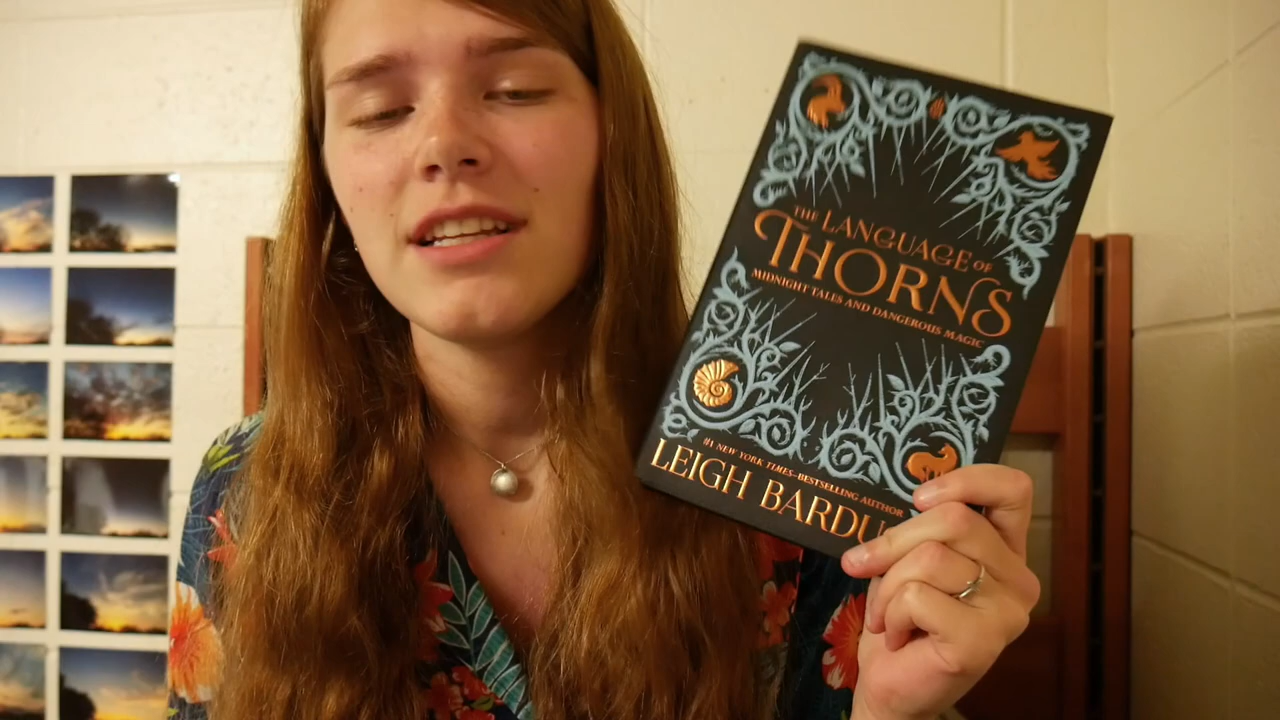 THE LANGUAGE OF
THORNS
MIDNIGHT TALES AND DANGEROUS MAGIC
#1 NEW YORK TIMES–BESTSELLING AUTHOR
LEIGH BARDU